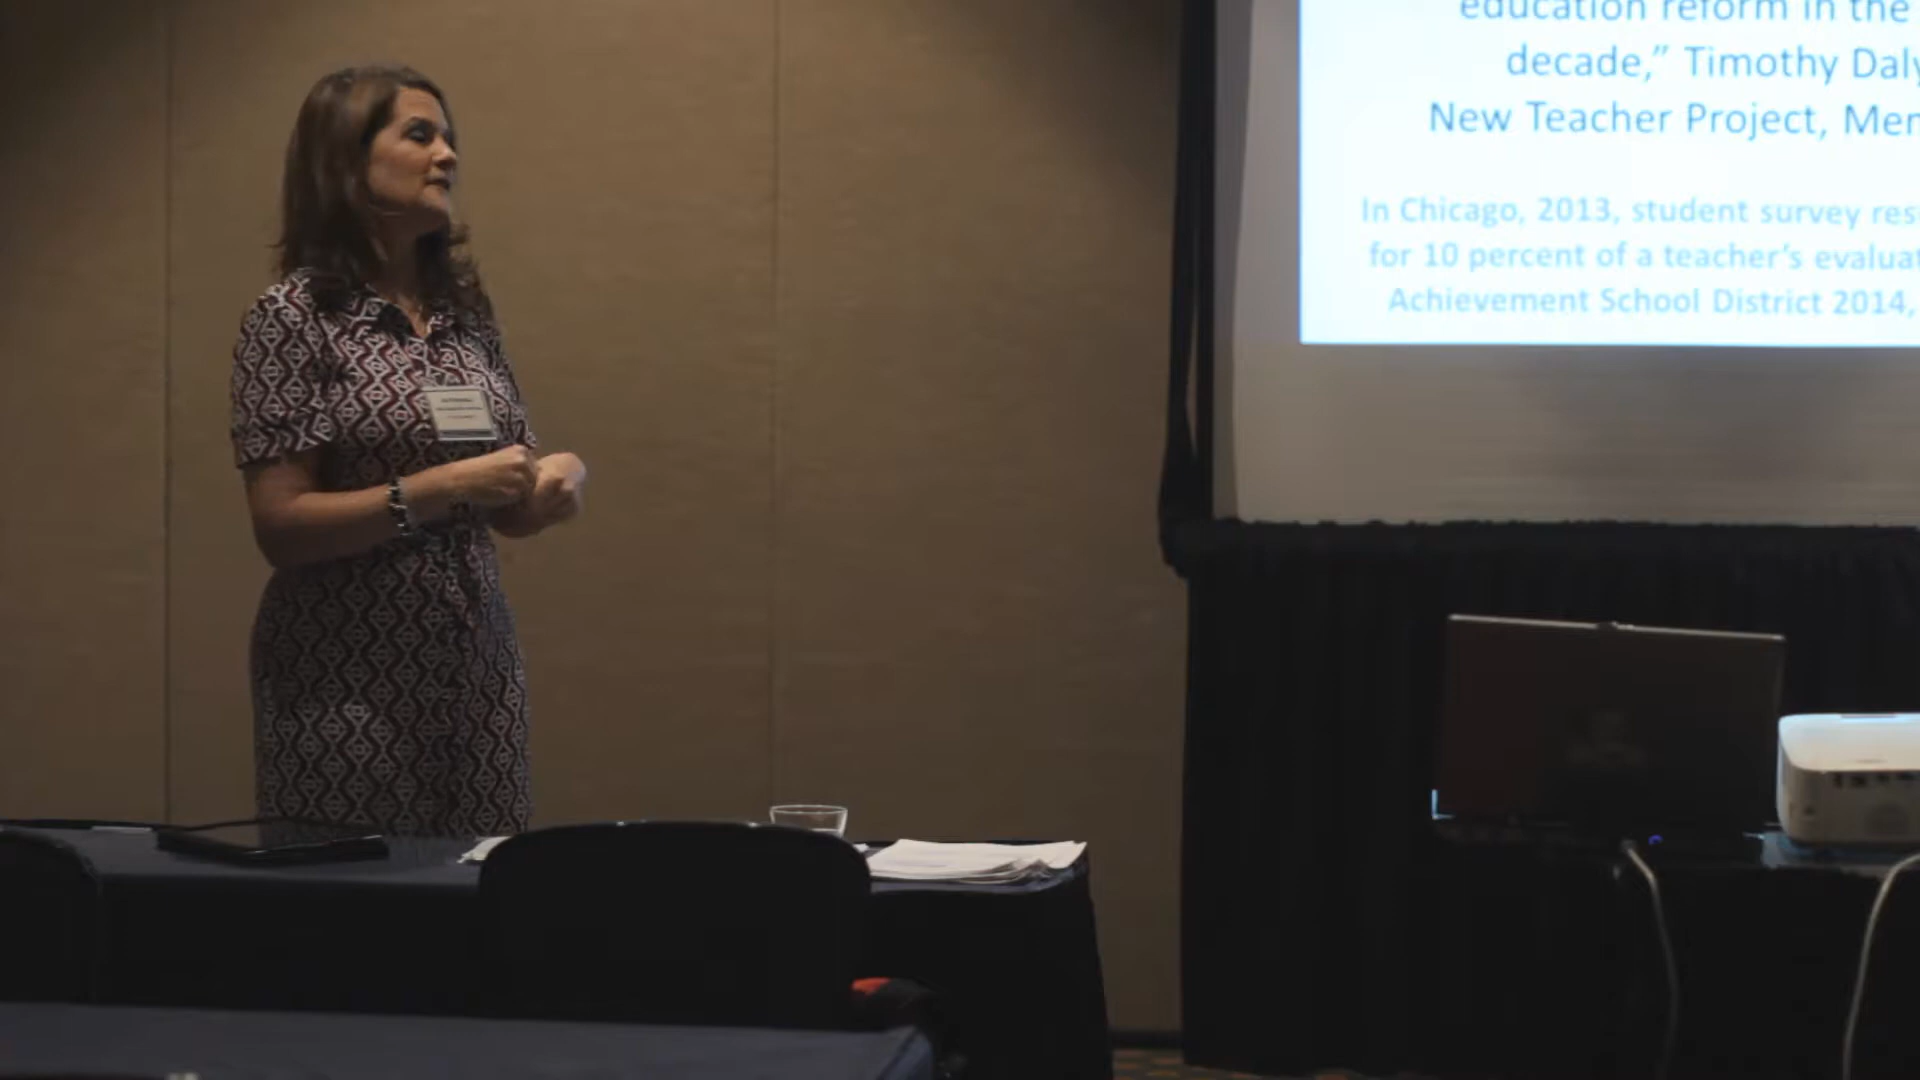 education reform in the
decade,” Timothy Daly
New Teacher Project, Mem
In Chicago, 2013, student survey res
for 10 percent of a teacher’s evaluat
Achievement School District 2014,